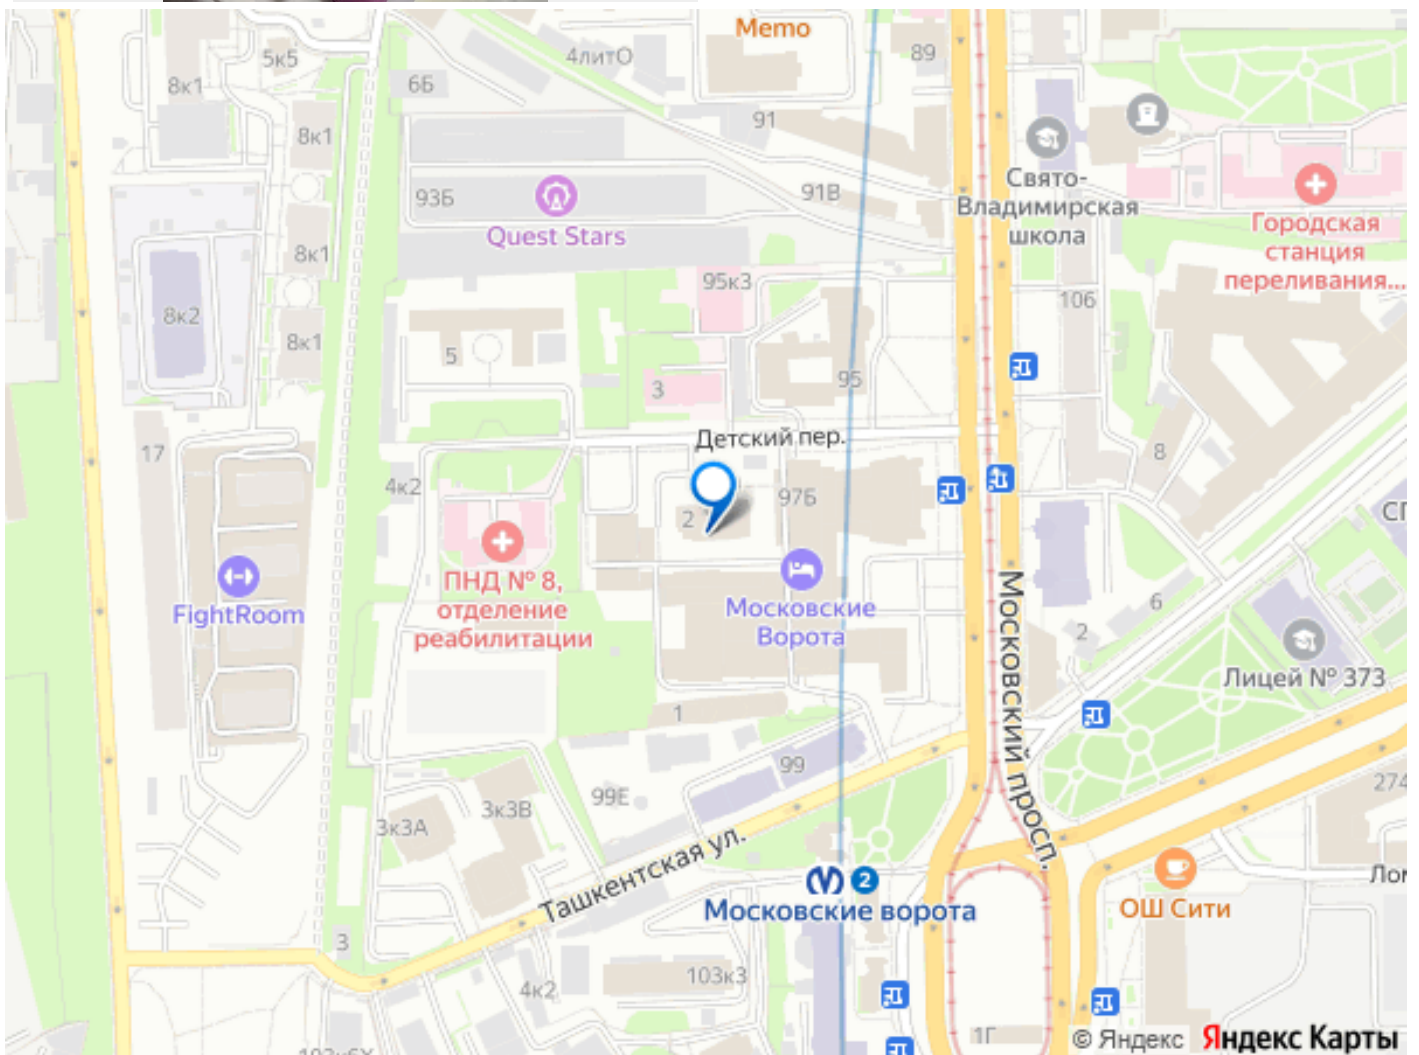 Memo
4литО
89
5к5
8к1
6Б
91
8к1
Свято-
Владимирская
школа
93Б
91В
Quest Stars
Городская
станция
переливания...
8к1
95к3
106
8к2
8к1
5
95
3
Детский пер.
17
8
4к2
97Б
2
ПНД № 8,
отделение
реабилитации
FightRoom
Московские
Ворота
Московский просп.
6
2
Лицей № 373
1
99
99Е
274
3к3А
3к3В
Ташкентская ул.
2
Московские ворота
ОШ Сити
3
103к3
4к2
1Г
© Яндекс Яндекс Карты